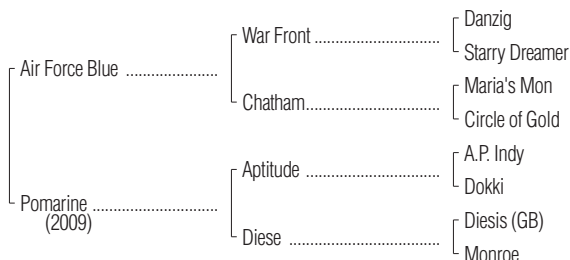 Danzig
War Front ..............................
Starry Dreamer
Air Force Blue ......................
Maria's Mon
Chatham................................
Circle of Gold
A.P. Indy
Aptitude ................................
Dokki
Pomarine ..............................
(2009)
Diesis (GB)
Diese ....................................
Monroe